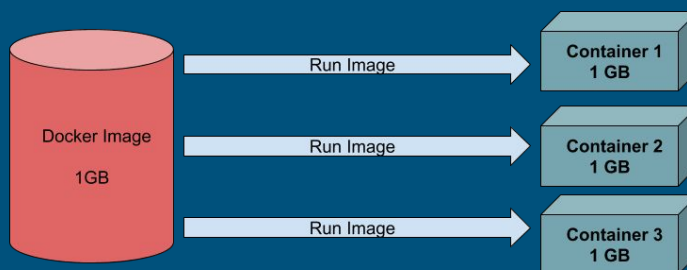 Docker Image
1GB
Run Image
Container 1
1 GB
Run Image
Container 2
1 GB
Run Image
Container 3
1 GB